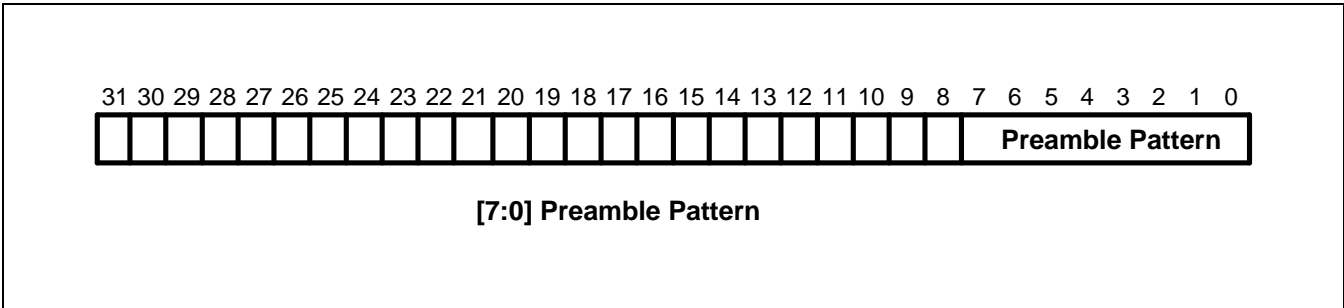 31 30 29 28 27 26 25 24 23 22 21 20 19 18 17 16 15 14 13 12 11 10 9 8 7 6 5 4 3 2 1 0
Preamble Pattern
[7:0] Preamble Pattern